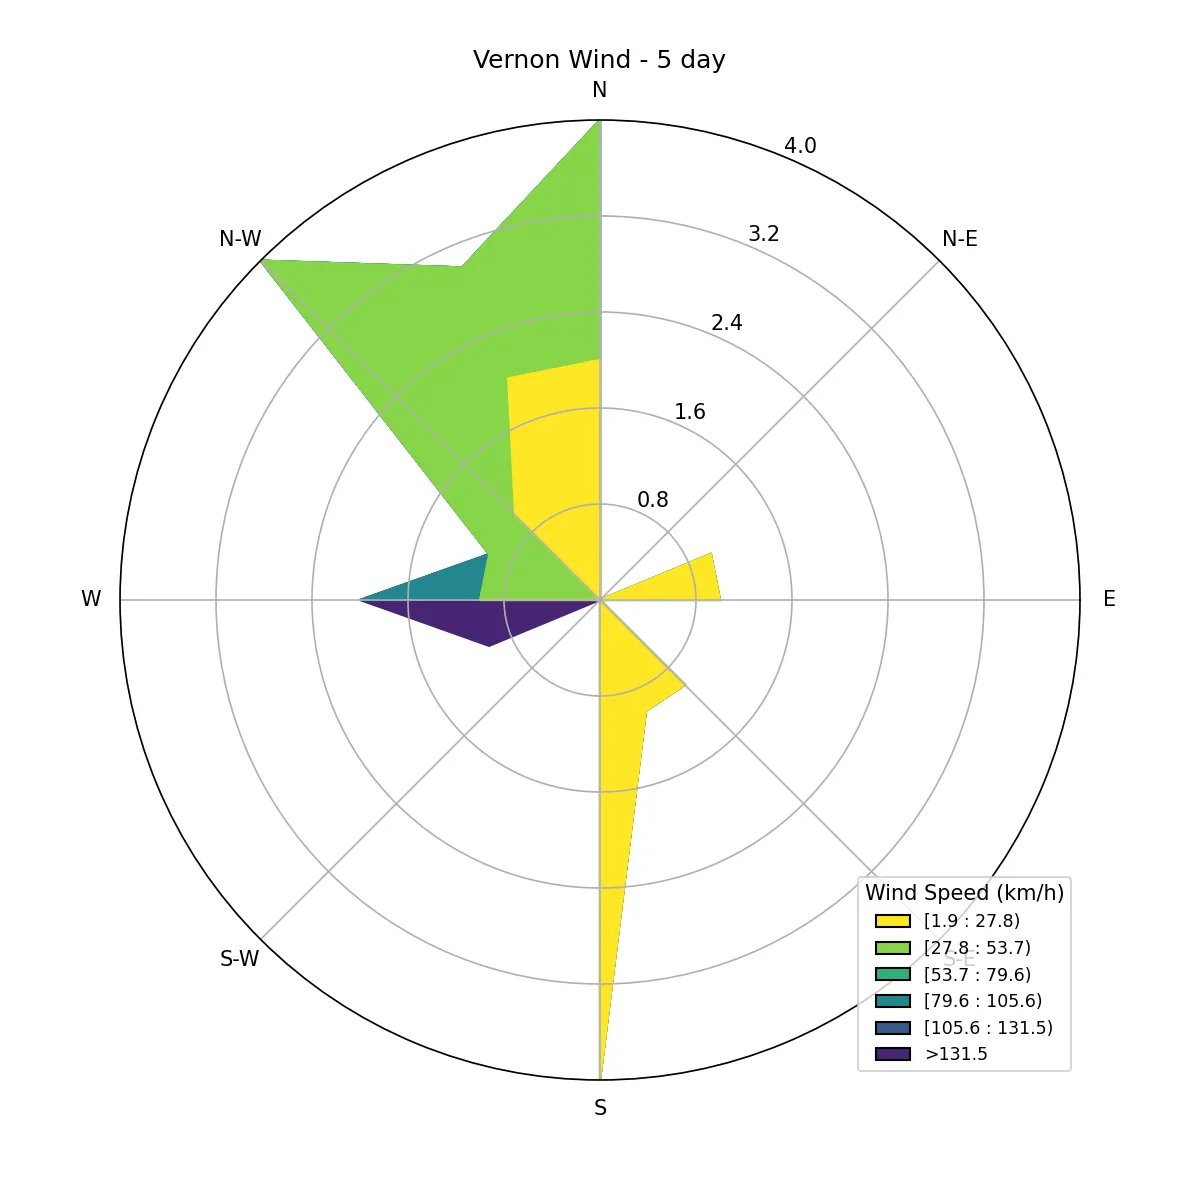 Vernon Wind - 5 day
N
4.0
N-W
3.2
N-E
2.4
1.6
0.8
W
E
Wind Speed (km/h)
[1.9 : 27.8)
[27.8 : 53.7)
S-W
S-E
[53.7 : 79.6)
[79.6 : 105.6)
[105.6 : 131.5)
>131.5
S